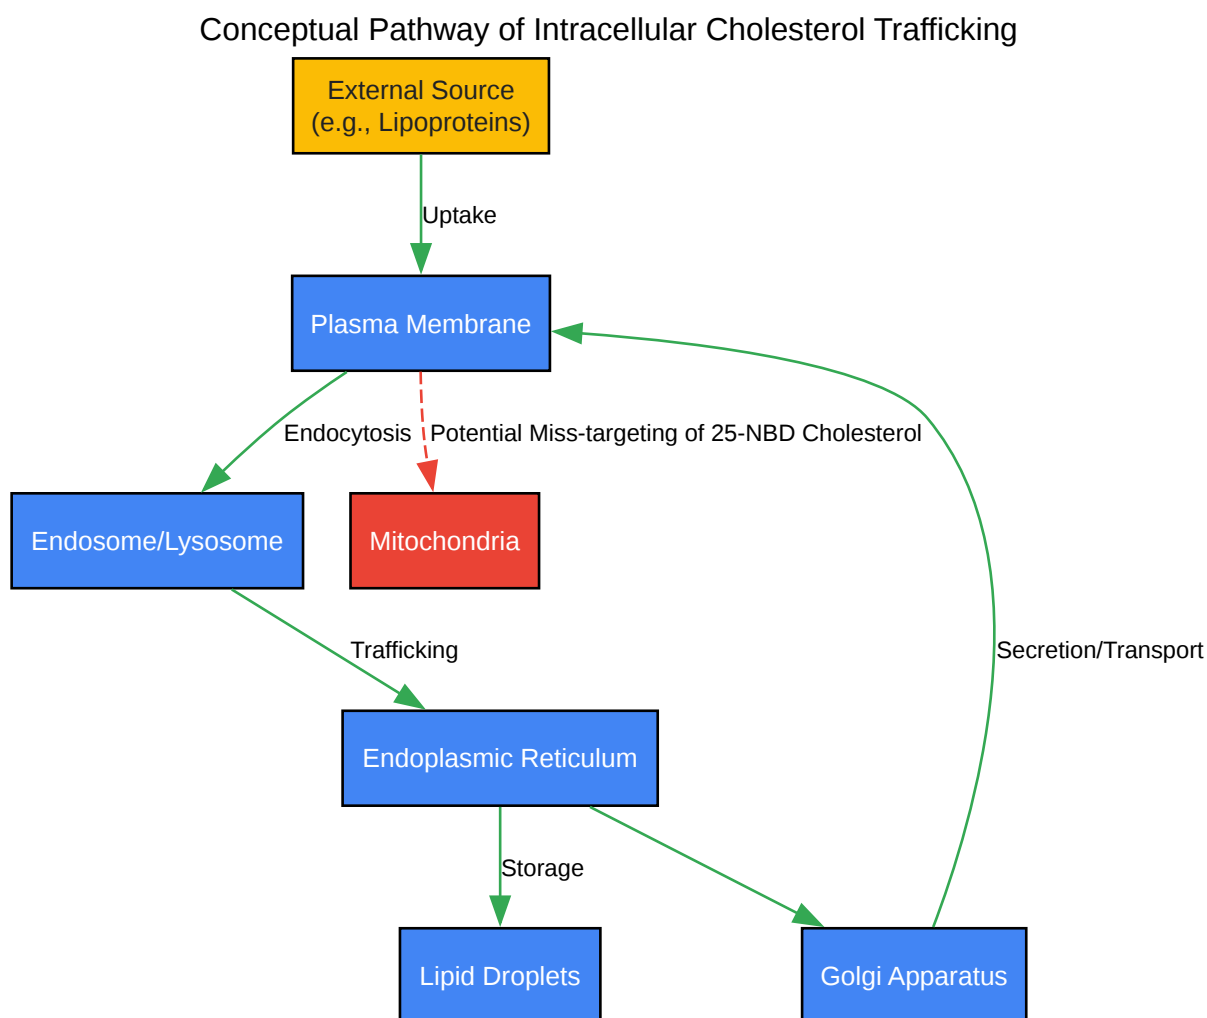 Conceptual Pathway of Intracellular Cholesterol Trafficking
External Source
(e.g., Lipoproteins)
Uptake
Plasma Membrane
Endocytosis
Potential Miss-targeting of 25-NBD Cholesterol
Endosome/Lysosome
Mitochondria
Trafficking
Secretion/Transport
Endoplasmic Reticulum
Storage
Lipid Droplets
Golgi Apparatus